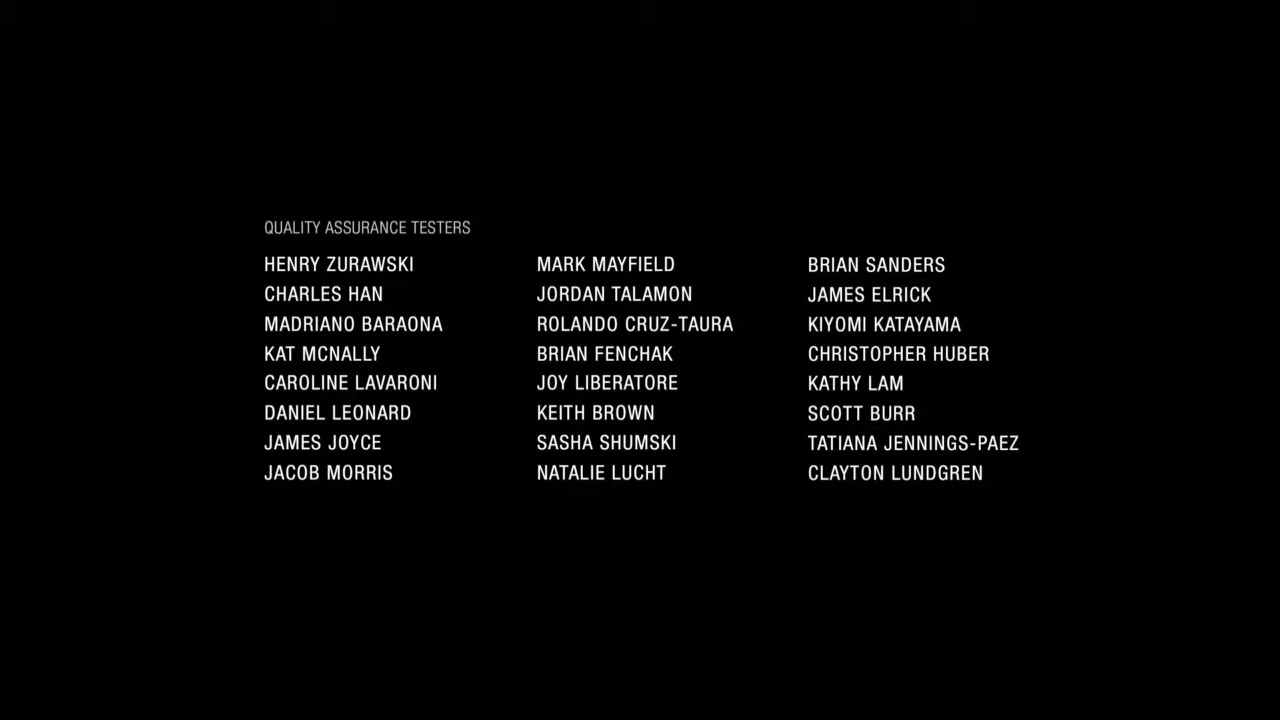 QUALITY ASSURANCE TESTERS
HENRY ZURAWSKI
CHARLES HAN
MADRIANO BARAONA
KAT MCNALLY
CAROLINE LAVARONI
DANIEL LEONARD
JAMES JOYCE
JACOB MORRIS
MARK MAYFIELD
JORDAN TALAMON
ROLANDO CRUZ-TAURA
BRIAN FENCHAK
JOY LIBERATORE
KEITH BROWN
SASHA SHUMSKI
NATALIE LUCHT
BRIAN SANDERS
JAMES ELRICK
KIYOMI KATAYAMA
CHRISTOPHER HUBER
KATHY LAM
SCOTT BURR
TATIANA JENNINGS-PAEZ
CLAYTON LUNDGREN